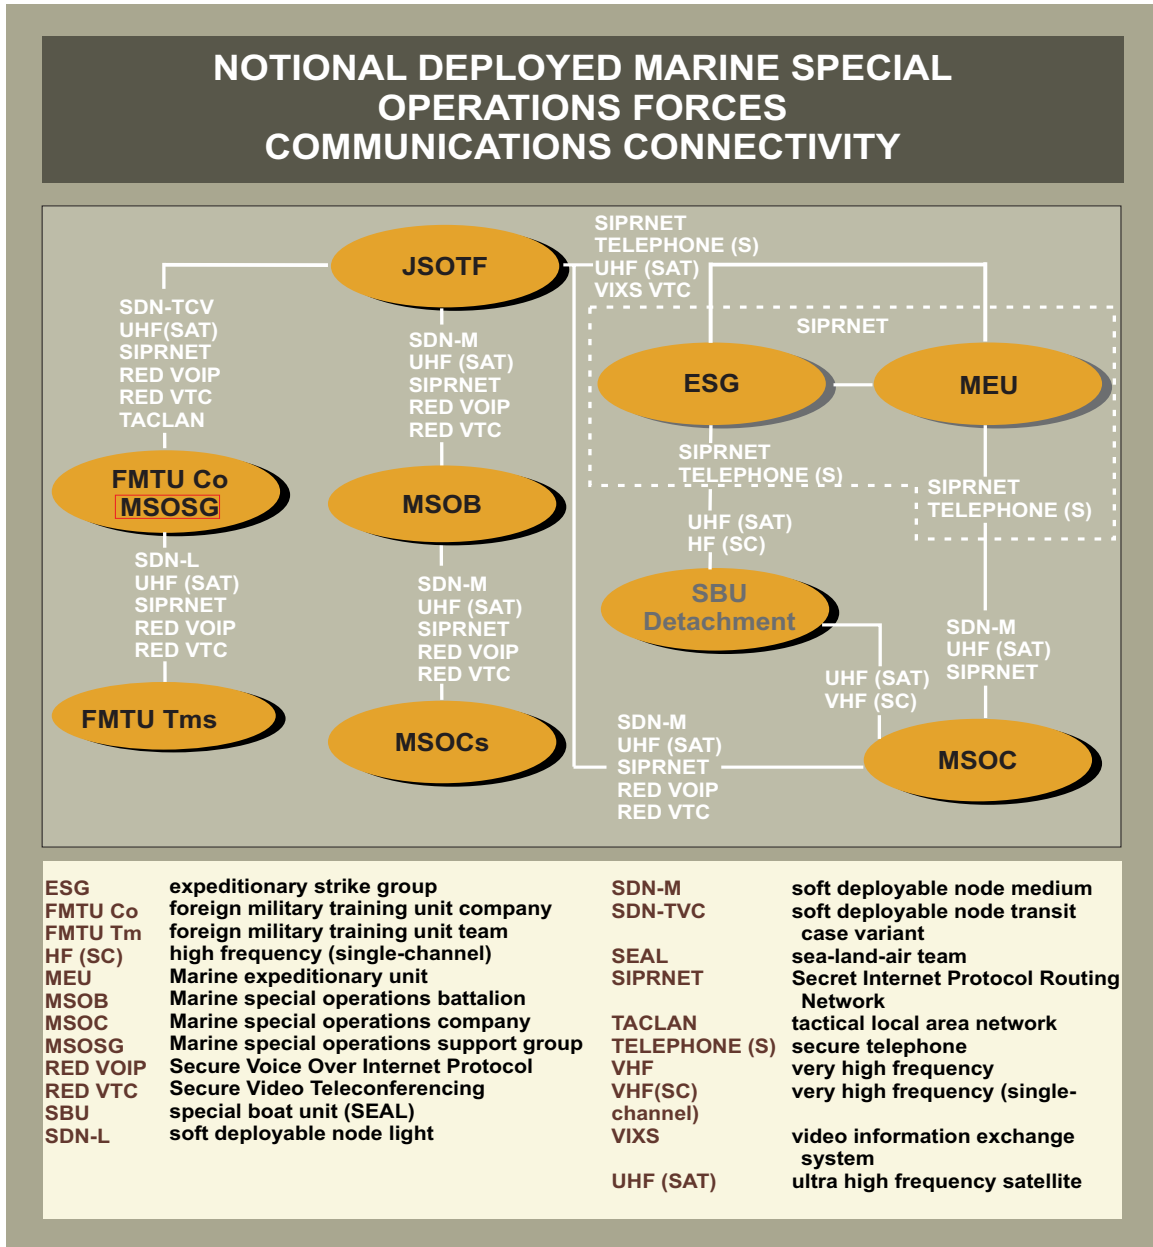 NOTIONAL DEPLOYED MARINE SPECIAL
OPERATIONS FORCES
COMMUNICATIONS CONNECTIVITY
JSOTF
SIPRNET
TELEPHONE (S)
UHF (SAT)
VIXS VTC
SDN-TCV
UHF(SAT)
SIPRNET
RED VOIP
RED VTC
TACLAN
SDN-M
UHF (SAT)
SIPRNET
RED VOIP
RED VTC
SIPRNET
ESG
MEU
FMTU Co
MSOSG
MSOB
SIPRNET
TELEPHONE (S)
SIPRNET
TELEPHONE (S)
UHF (SAT)
HF (SC)
SDN-L
UHF (SAT)
SIPRNET
RED VOIP
RED VTC
SDN-M
UHF (SAT)
SIPRNET
RED VOIP
RED VTC
SBU
Detachment
SDN-M
UHF (SAT)
SIPRNET
UHF (SAT)
VHF (SC)
FMTU Tms
MSOCs
SDN-M
UHF (SAT)
SIPRNET
RED VOIP
RED VTC
MSOC
ESG expeditionary strike group
FMTU Co foreign military training unit company
FMTU Tm foreign military training unit team
HF (SC) high frequency (single-channel)
MEU Marine expeditionary unit
MSOB Marine special operations battalion
MSOC Marine special operations company
MSOSG Marine special operations support group
RED VOIP Secure Voice Over Internet Protocol
RED VTC Secure Video Teleconferencing
SBU special boat unit (SEAL)
SDN-L soft deployable node light
SDN-M soft deployable node medium
SDN-TVC soft deployable node transit
case variant
SEAL sea-land-air team
SIPRNET Secret Internet Protocol Routing
Network
TACLAN tactical local area network
TELEPHONE (S) secure telephone
VHF very high frequency
VHF(SC) very high frequency (single-
channel)
VIXS video information exchange
system
UHF (SAT) ultra high frequency satellite